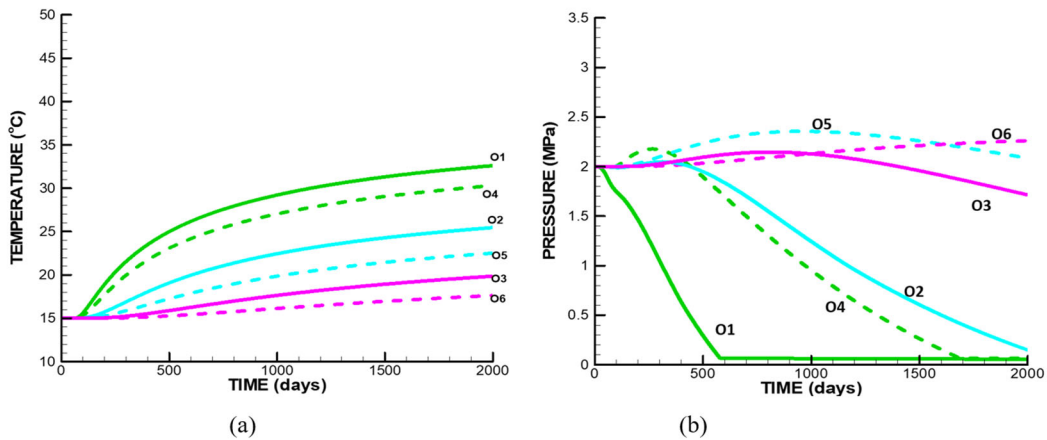 50
45
40
35
30
25
20
15
10
TEMPERATURE (°C)
O1
O4
O2
O5
O3
O6
0 500 1000 1500 2000
TIME (days)
(a)
3.5
3
2.5
2
1.5
1
0.5
0
PRESSURE (MPa)
O5
O6
O3
O2
O4
O1
0 500 1000 1500 2000
TIME (days)
(b)